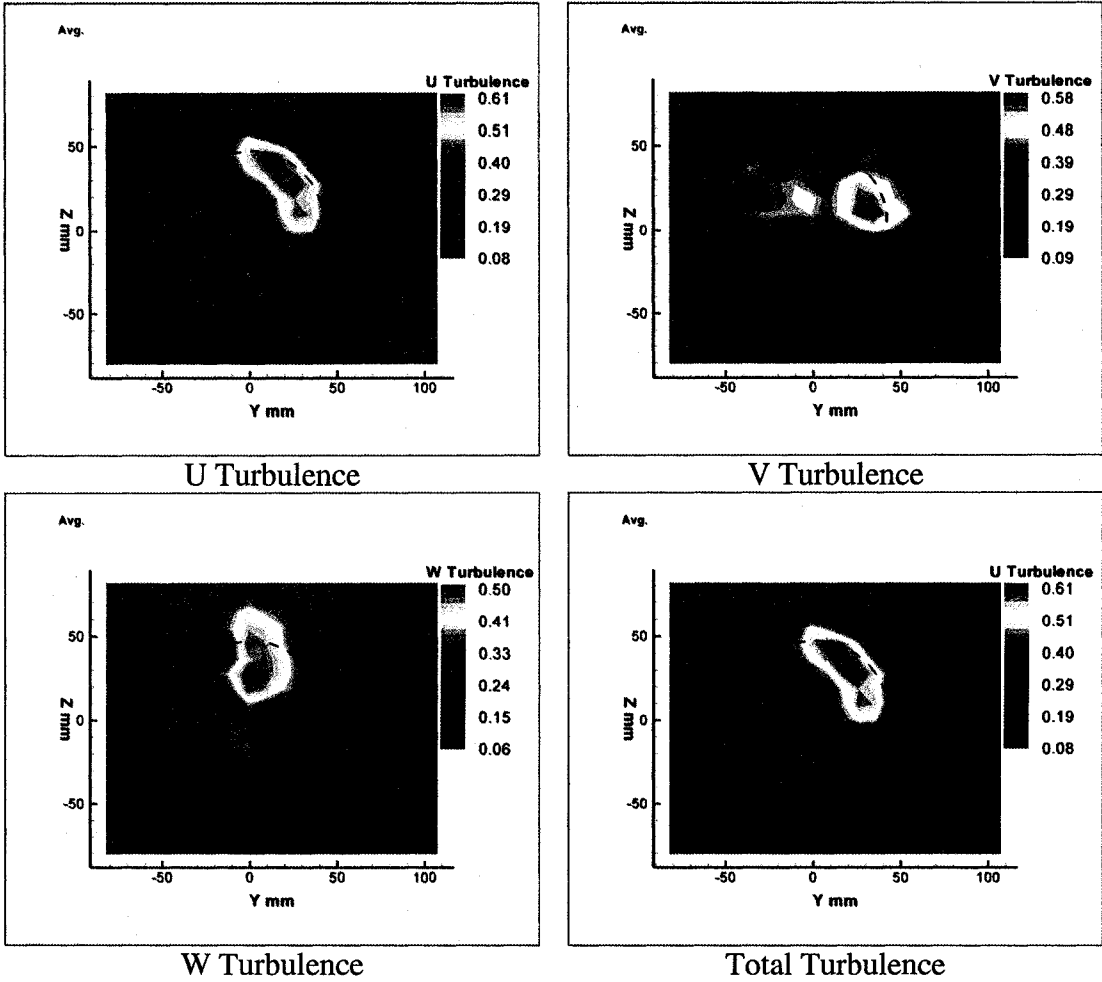 Avg.
U Turbulence
0.61
0.51
0.40
0.29
0.19
0.08
50
0
-50
Z mm
-50 0 50 100
Y mm
U Turbulence
Avg.
V Turbulence
0.58
0.48
0.39
0.29
0.19
0.09
50
0
-50
Z mm
-50 0 50 100
Y mm
V Turbulence
Avg.
W Turbulence
0.50
0.41
0.33
0.24
0.15
0.06
50
0
-50
Z mm
-50 0 50 100
Y mm
W Turbulence
Avg.
U Turbulence
0.61
0.51
0.40
0.29
0.19
0.08
50
0
-50
Z mm
-50 0 50 100
Y mm
Total Turbulence